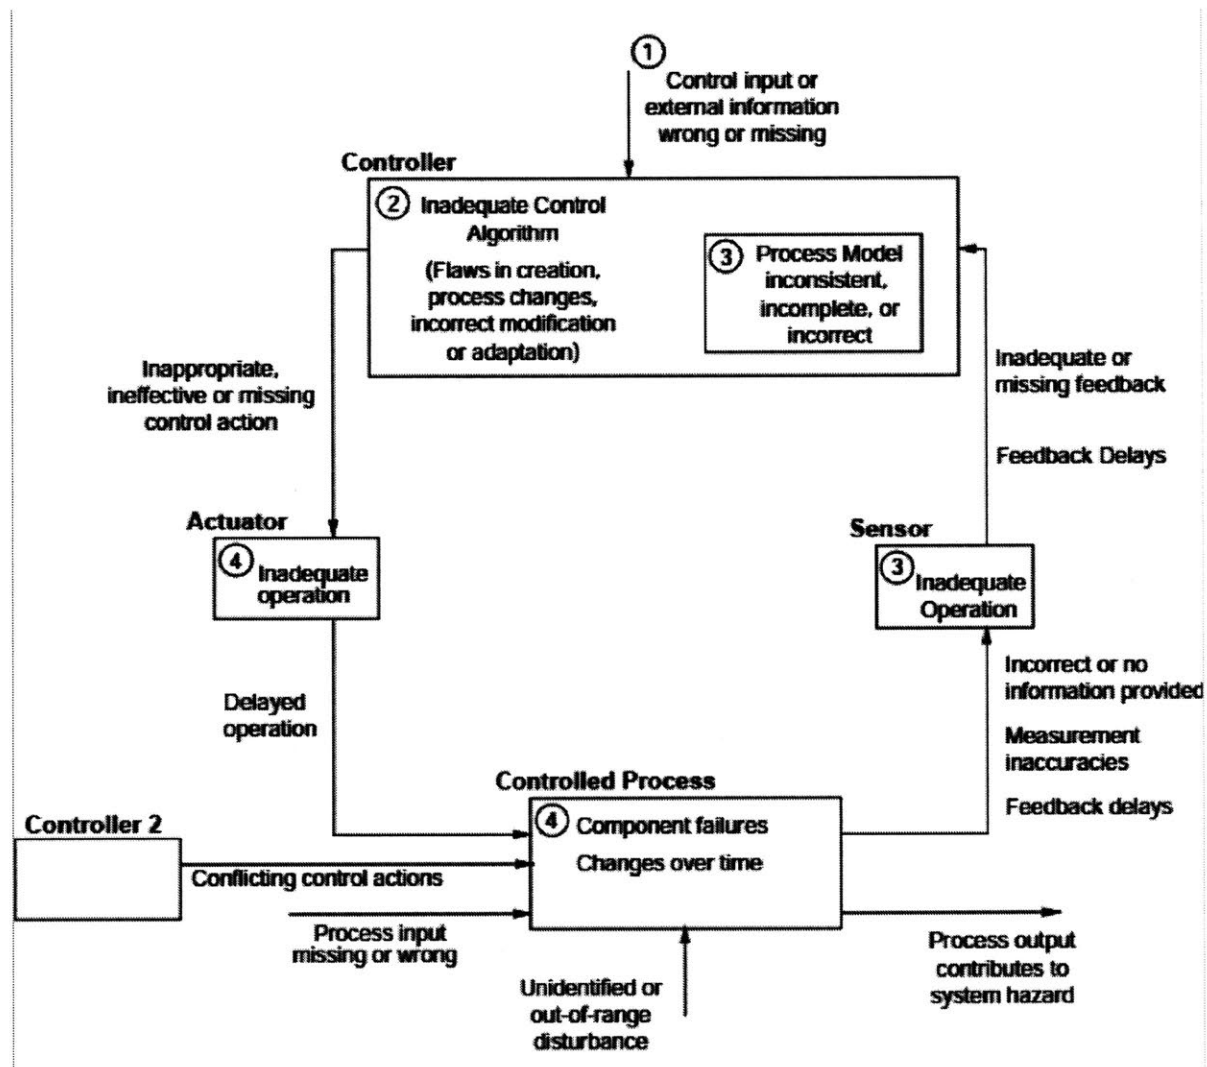 1
Control input or
external information
wrong or missing
Controller
2 Inadequate Control
Algorithm
(Flaws in creation,
process changes,
incorrect modification
or adaptation)
3 Process Model
inconsistent,
incomplete, or
incorrect
Inappropriate,
ineffective or missing
control action
Inadequate or
missing feedback
Feedback Delays
Actuator
4 Inadequate
operation
Sensor
3 Inadequate
Operation
Delayed
operation
Incorrect or no
information provided
Measurement
inaccuracies
Feedback delays
Controlled Process
4 Component failures
Changes over time
Controller 2
Conflicting control actions
Process input
missing or wrong
Unidentified or
out-of-range
disturbance
Process output
contributes to
system hazard